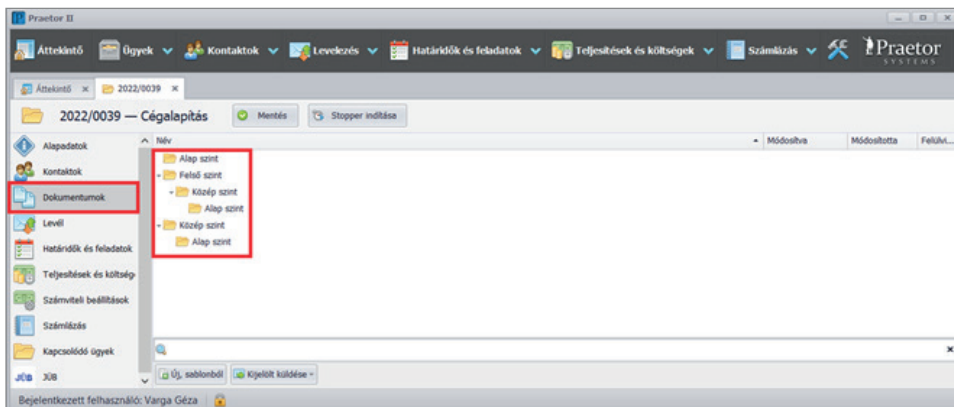 Praetor II
Áttekintő Ügyek Kontaktok Levelezés Határidők és feladatok Teljesítések és költségek Számlázás Praetor SYSTEMS
Áttekintő 2022/0039
2022/0039 — Cégalapítás Mentés Stopper indítása
Alapadatok
Kontaktok
Dokumentumok
Levél
Határidők és feladatok
Teljesítések és költség
Számviteli beállítások
Számlázás
Kapcsolódó ügyek
JÜB JÜB
Név Módosítva Módosította Felülvi...
Alap szint
Felső szint
Közép szint
Alap szint
Közép szint
Alap szint
Új, sablonból Kijelölt küldése
Bejelentkezett felhasználó: Varga Géza